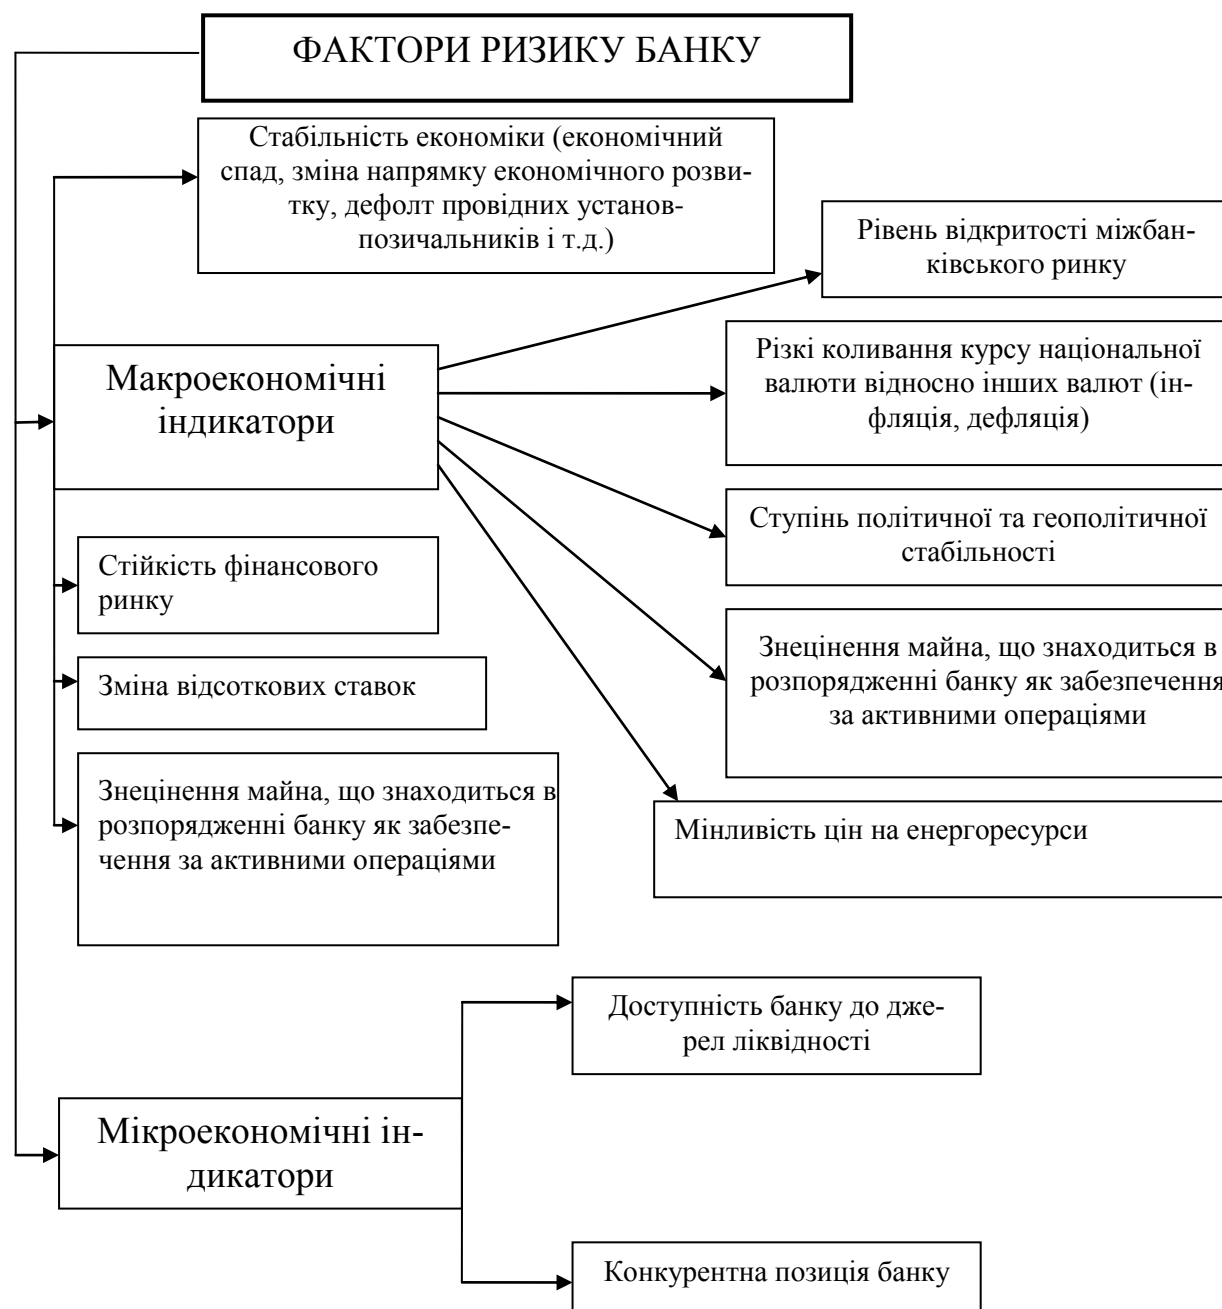 ФАКТОРИ РИЗИКУ БАНКУ
Стабільність економіки (економічний
спад, зміна напрямку економічного розви-
тку, дефолт провідних установ-
позичальників і т.д.)
Рівень відкритості міжбан-
ківського ринку
Різкі коливання курсу національної
валюти відносно інших валют (ін-
фляція, дефляція)
Макроекономічні
індикатори
Ступінь політичної та геополітичної
стабільності
Стійкість фінансового
ринку
Знецінення майна, що знаходиться в
розпорядженні банку як забезпечення
за активними операціями
Зміна відсоткових ставок
Знецінення майна, що знаходиться в
розпорядженні банку як забезпе-
чення за активними операціями
Мінливість цін на енергоресурси
Доступність банку до дже-
рел ліквідності
Мікроекономічні ін-
дикатори
Конкурентна позиція банку